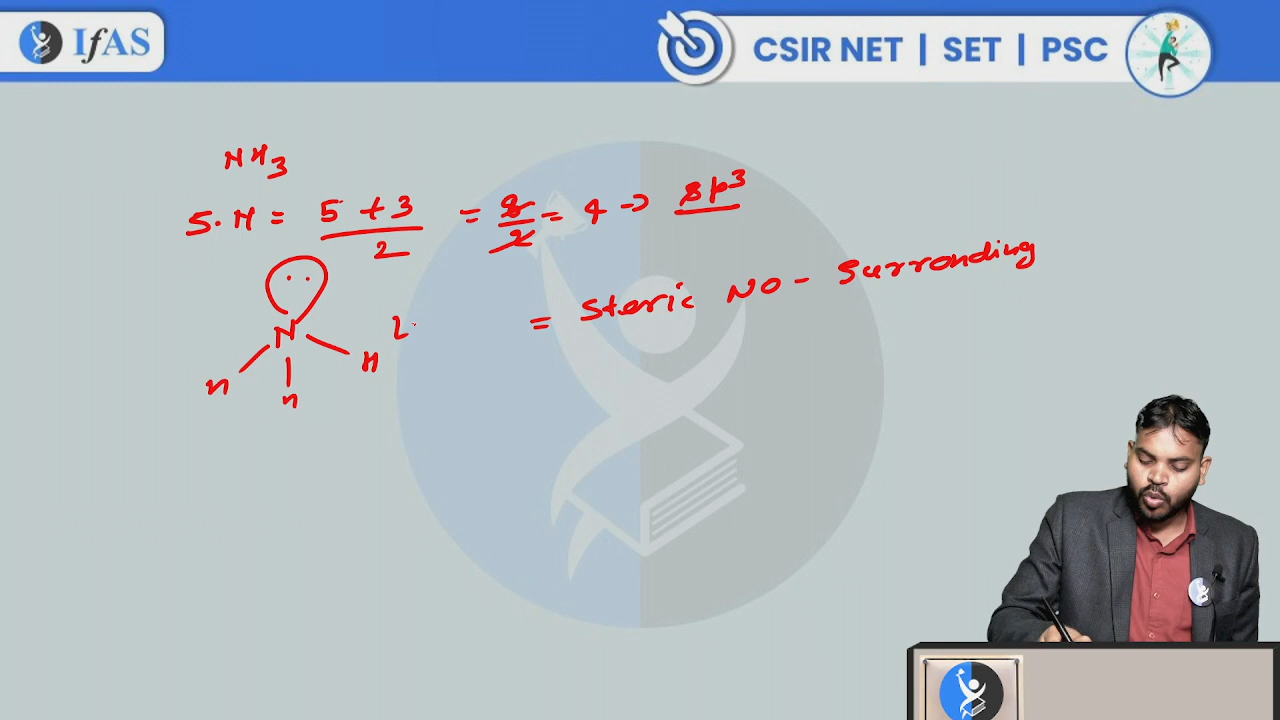 IfAS
CSIR NET | SET | PSC
NH3
S.N = 5 + 3 / 2 = 8 / 2 = 4 → sp³
= Steric NO - Surronding
N
H H H